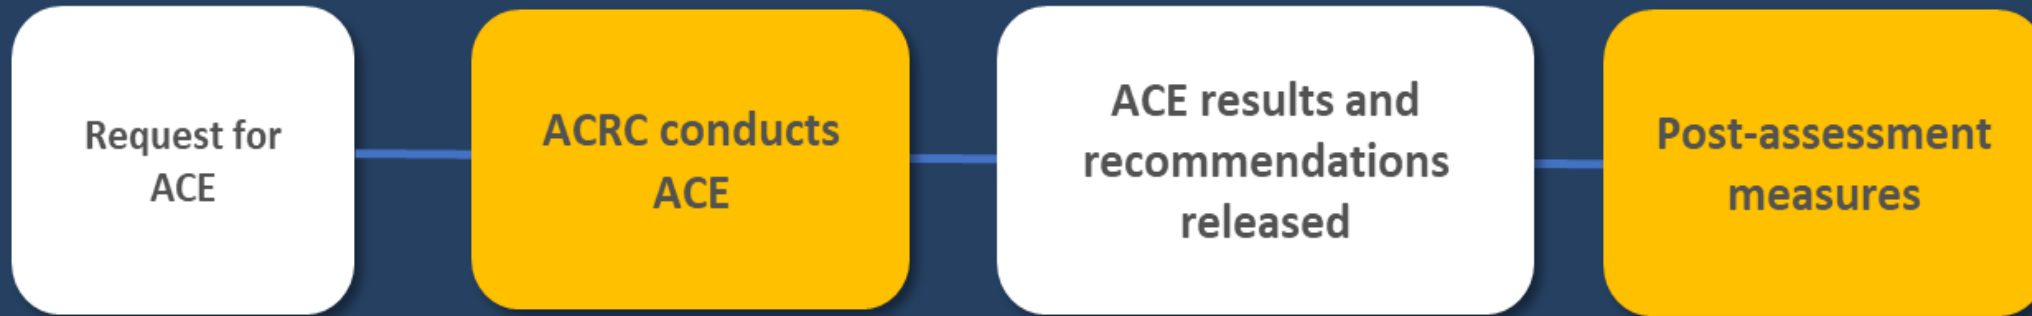 Request for
ACE
ACRC conducts
ACE
ACE results and
recommendations
released
Post-assessment
measures